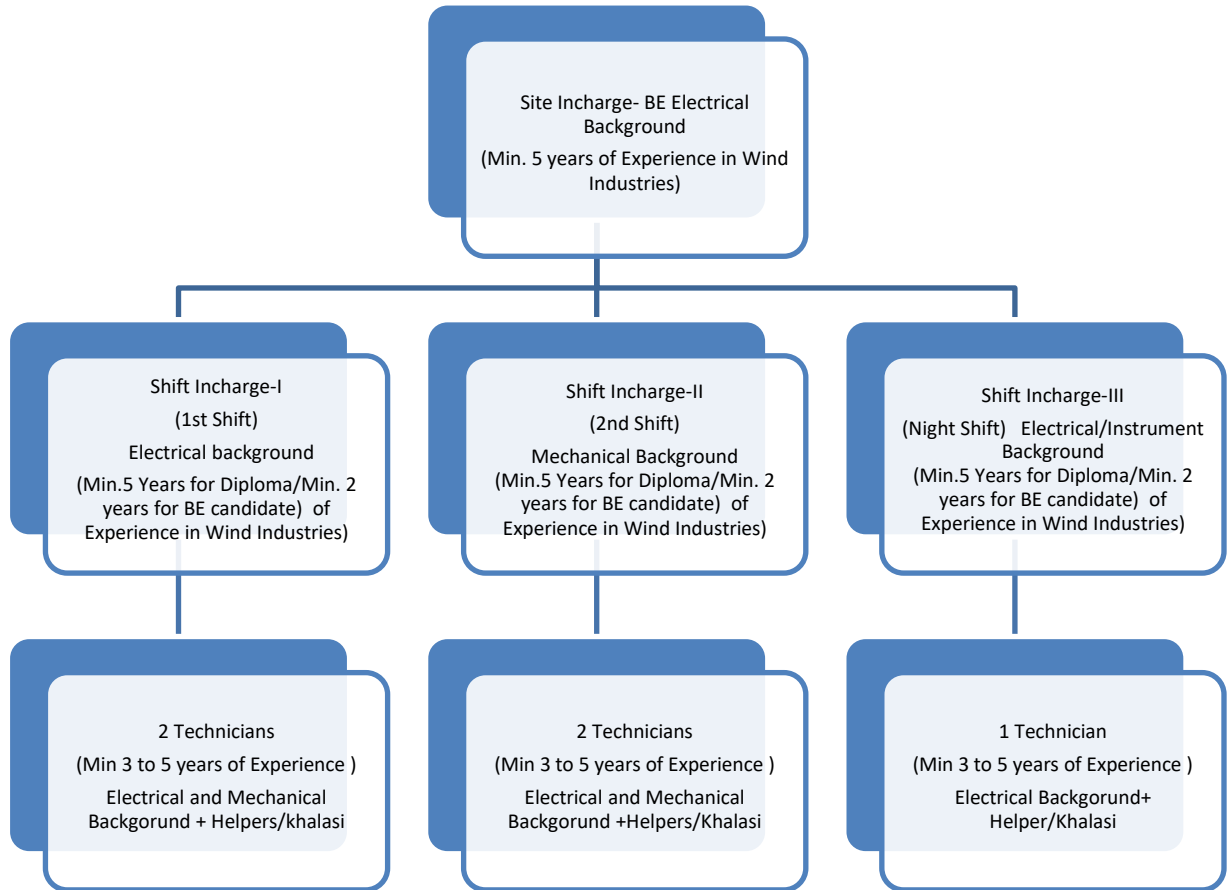 Site Incharge- BE Electrical
Background
(Min. 5 years of Experience in Wind
Industries)
Shift Incharge-I
(1st Shift)
Electrical background
(Min.5 Years for Diploma/Min. 2
years for BE candidate)  of
Experience in Wind Industries)
Shift Incharge-II
(2nd Shift)
Mechanical Background
(Min.5 Years for Diploma/Min. 2
years for BE candidate)  of
Experience in Wind Industries)
Shift Incharge-III
(Night Shift)   Electrical/Instrument
Background
(Min.5 Years for Diploma/Min. 2
years for BE candidate)  of
Experience in Wind Industries)
2 Technicians
(Min 3 to 5 years of Experience )
Electrical and Mechanical
Backgorund + Helpers/khalasi
2 Technicians
(Min 3 to 5 years of Experience )
Electrical and Mechanical
Backgorund +Helpers/Khalasi
1 Technician
(Min 3 to 5 years of Experience )
Electrical Backgorund+
Helper/Khalasi